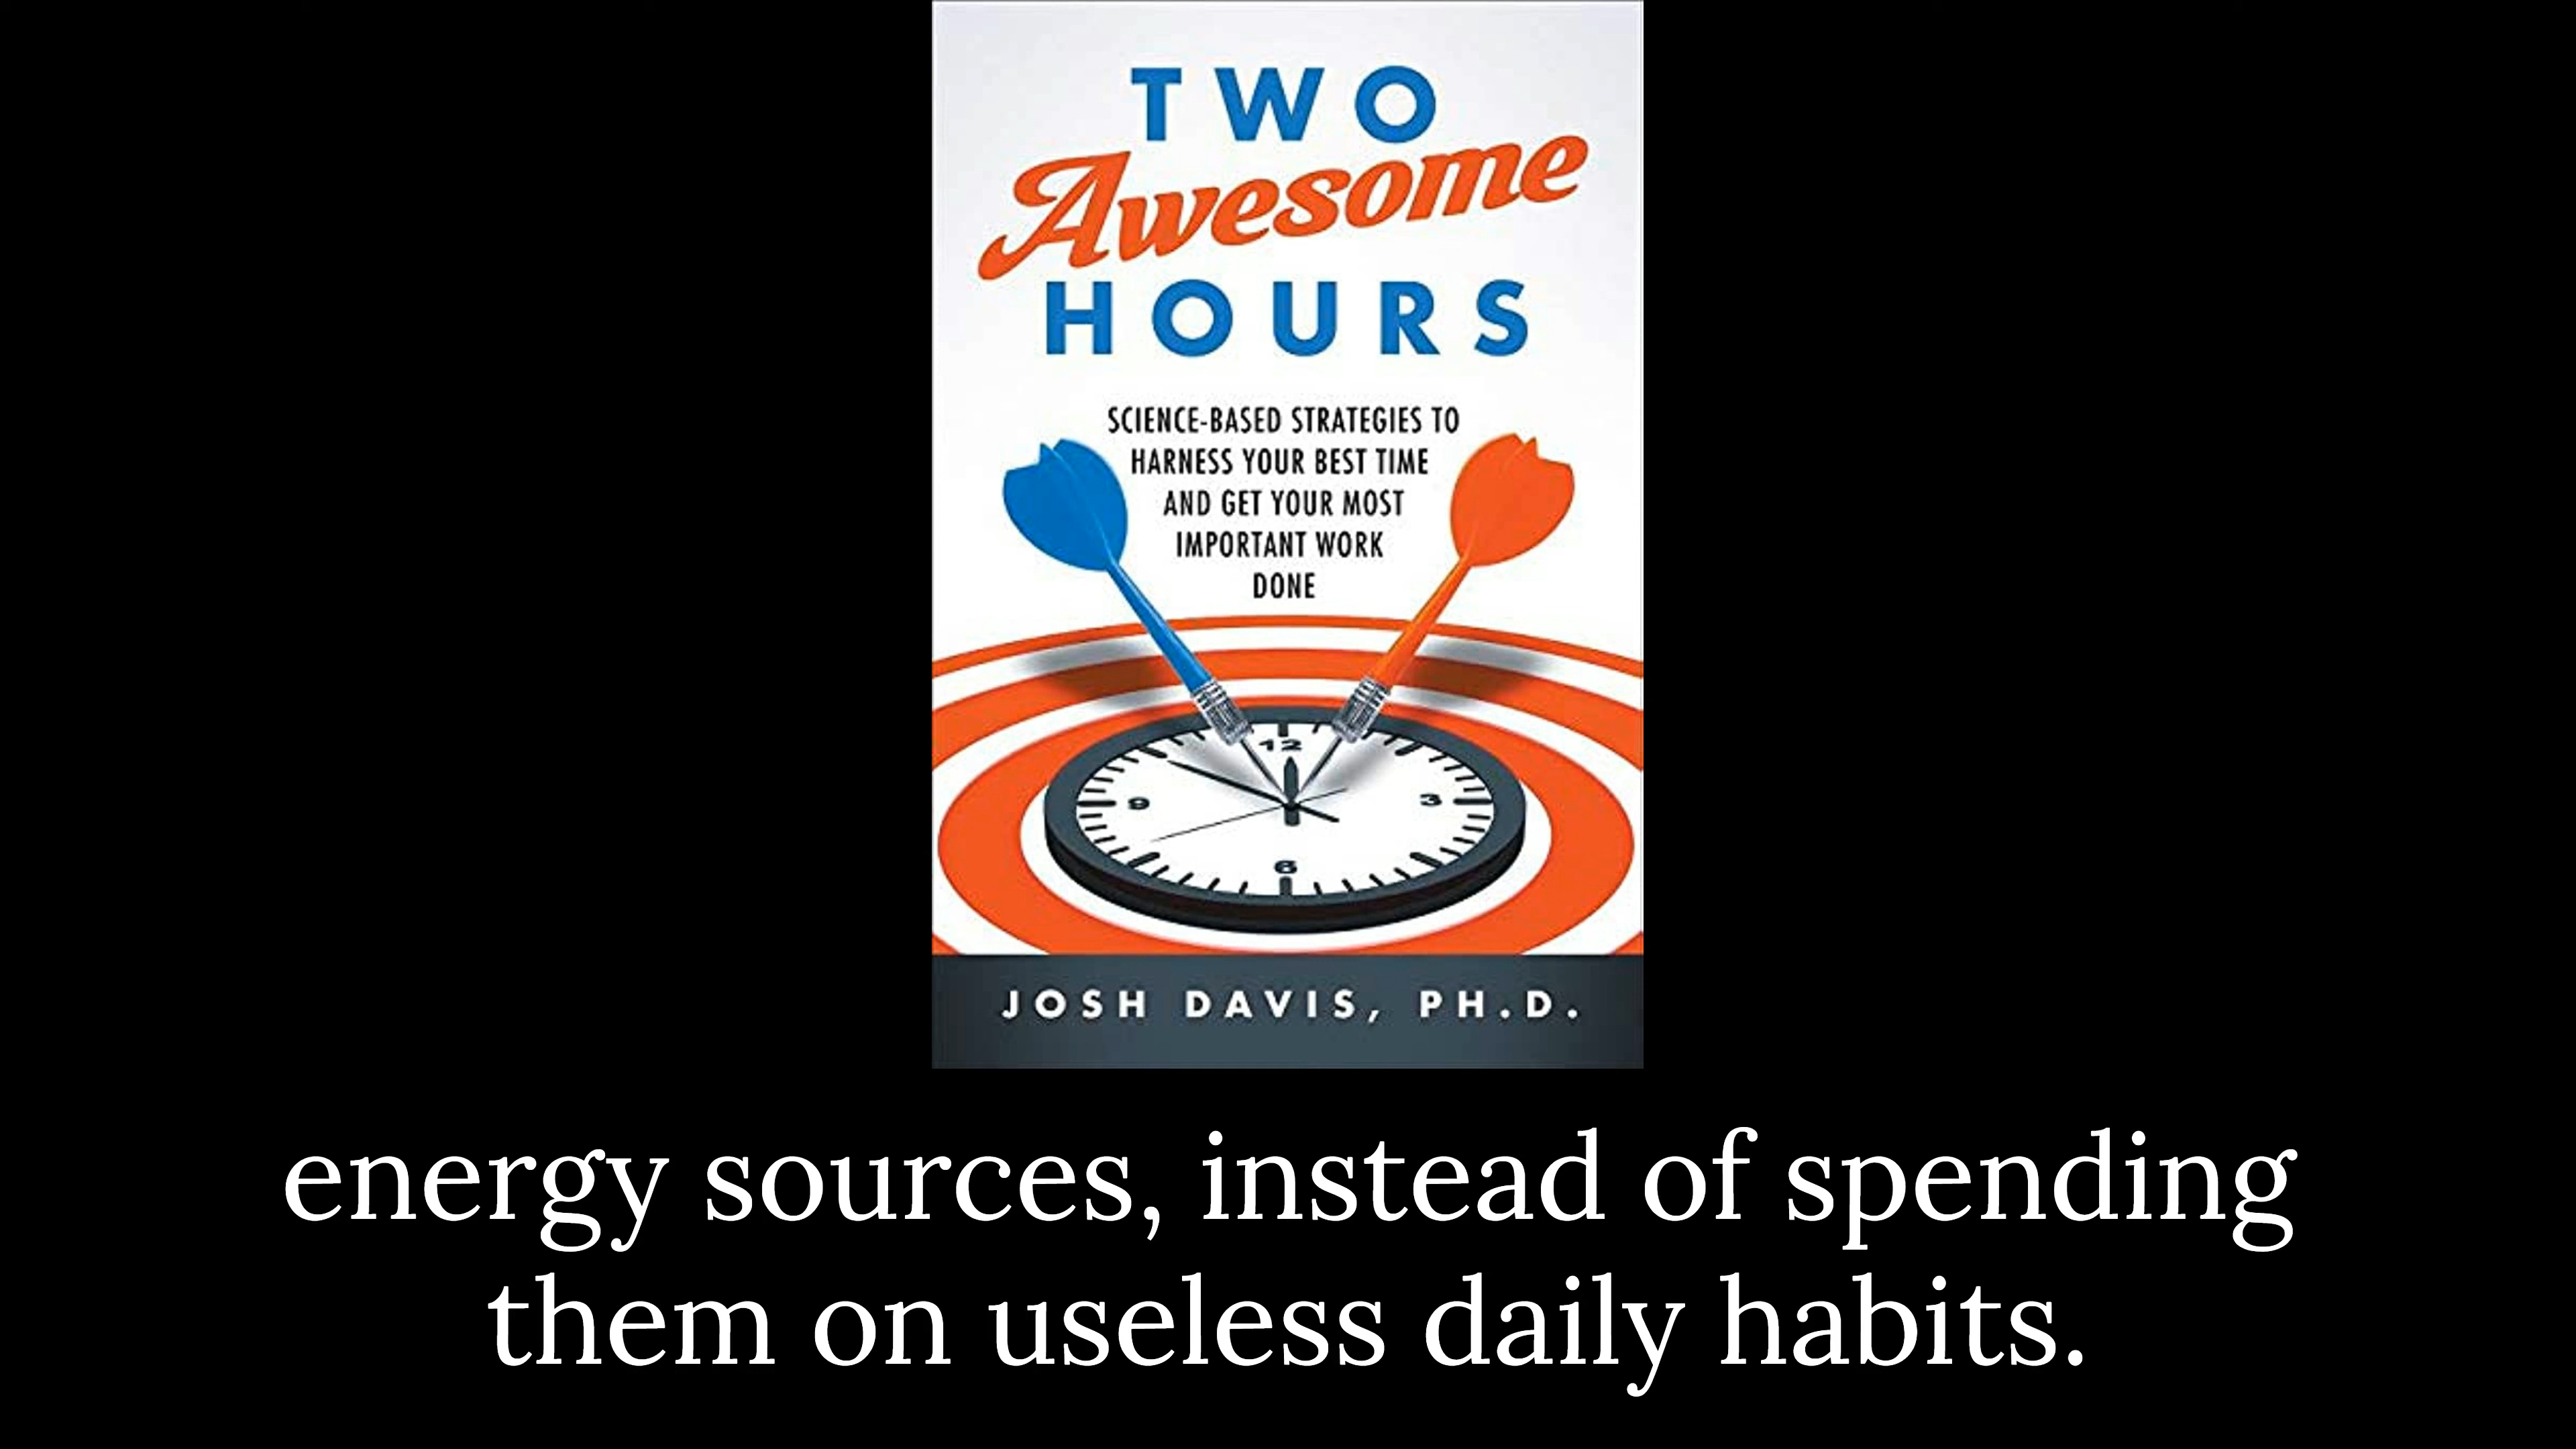 TWO
Awesome
HOURS
SCIENCE-BASED STRATEGIES TO
HARNESS YOUR BEST TIME
AND GET YOUR MOST
IMPORTANT WORK
DONE
12
9
3
6
JOSH DAVIS, PH.D.
energy sources, instead of spending
them on useless daily habits.